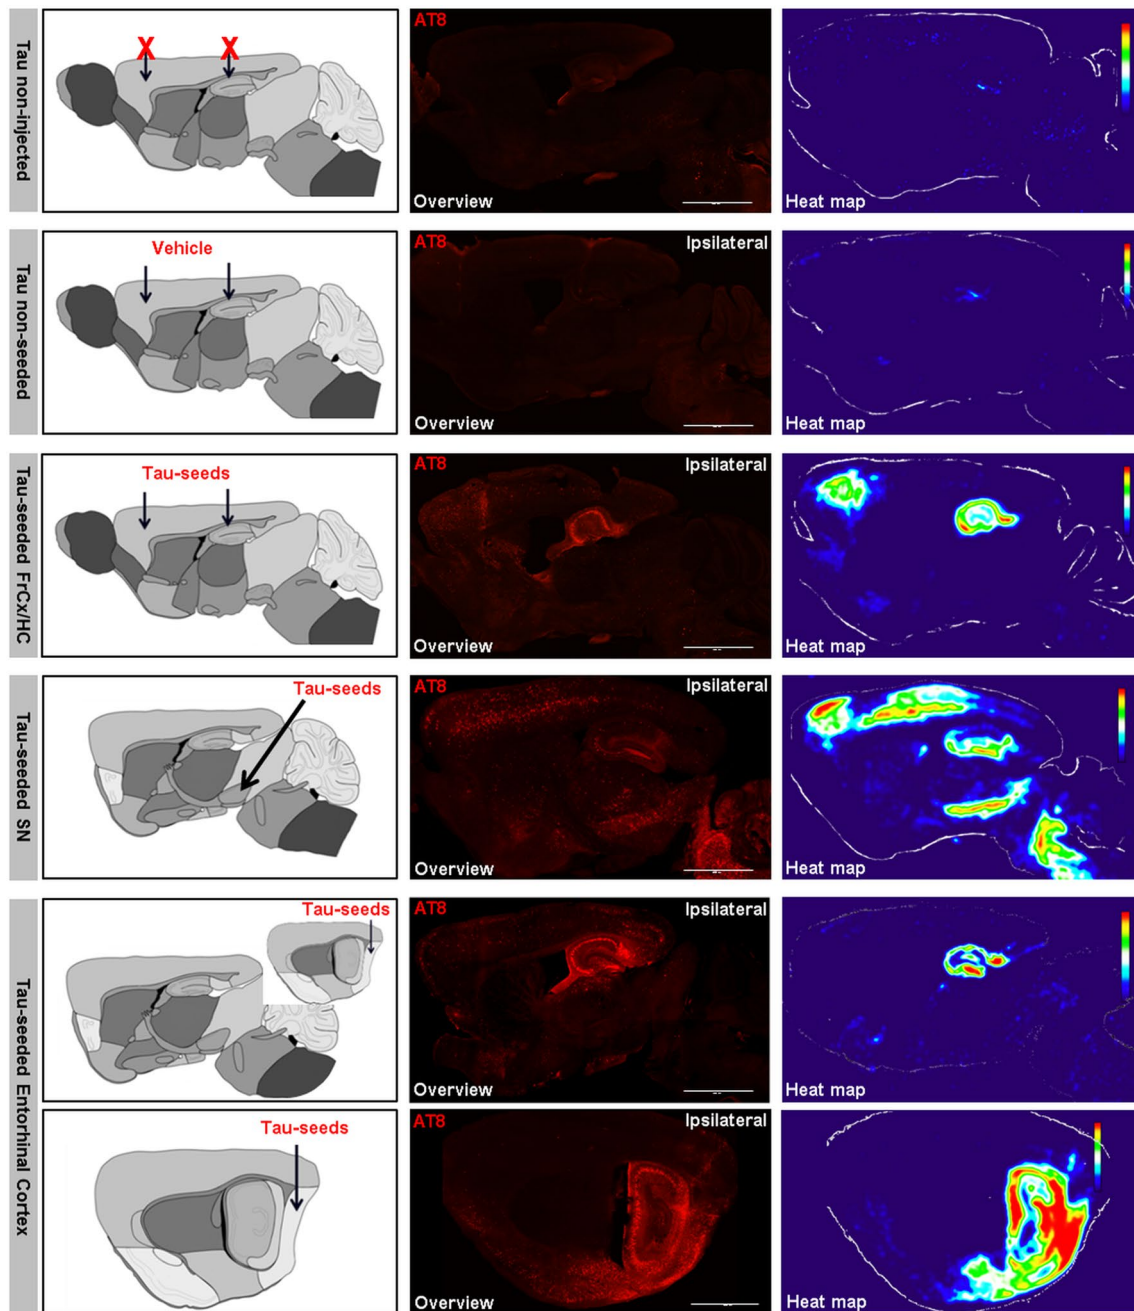 Tau non-injected
X
X
AT8
Overview
Heat map
Tau non-seeded
Vehicle
AT8
Ipsilateral
Overview
Heat map
Tau-seeded FrCx/HC
Tau-seeds
AT8
Ipsilateral
Overview
Heat map
Tau-seeded SN
Tau-seeds
AT8
Ipsilateral
Overview
Heat map
Tau-seeded Entorhinal Cortex
Tau-seeds
AT8
Ipsilateral
Overview
Heat map
Tau-seeds
AT8
Ipsilateral
Overview
Heat map